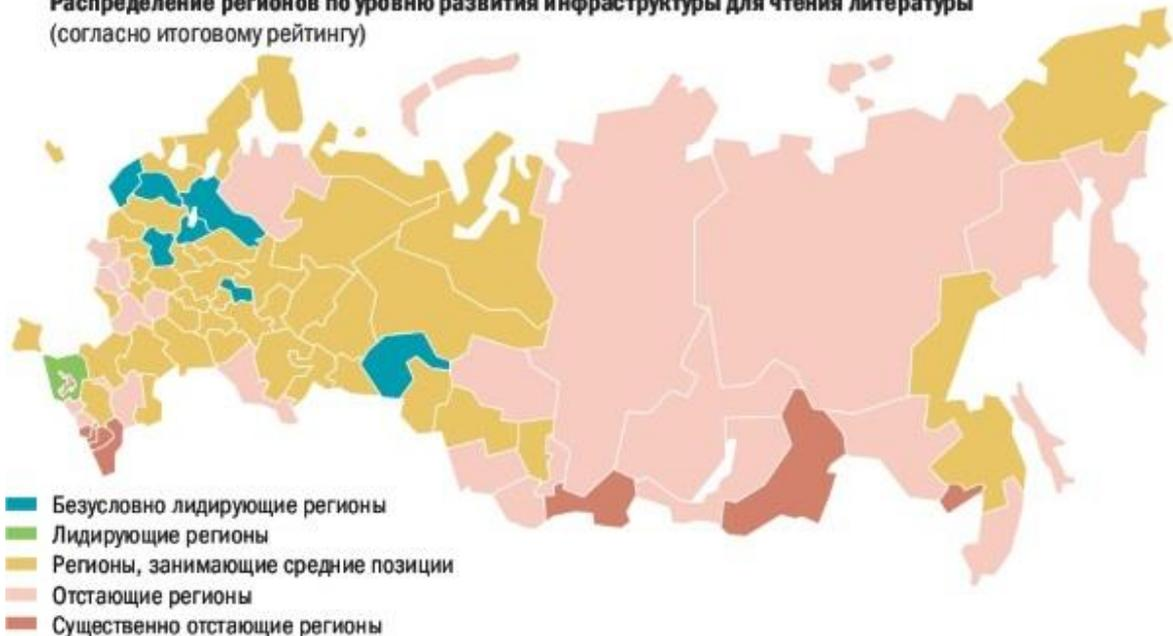 Распределение регионов по уровню развития инфраструктуры для чтения литературы
(согласно итоговому рейтингу)
Безусловно лидирующие регионы
Лидирующие регионы
Регионы, занимающие средние позиции
Отстающие регионы
Существенно отстающие регионы